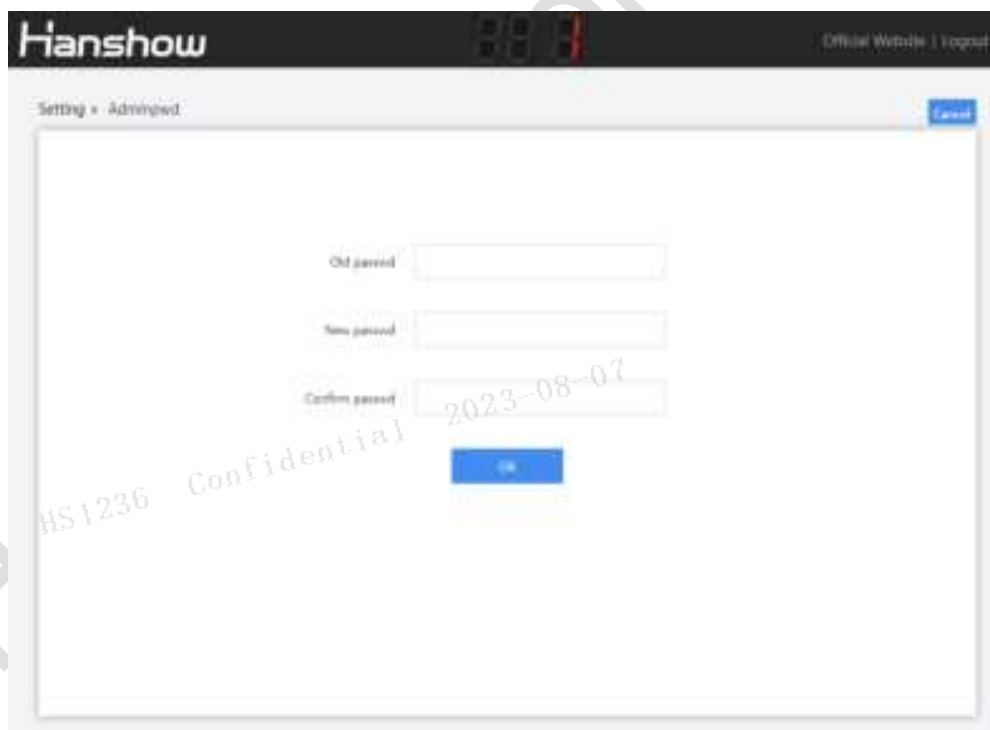 Hanshow
1
Official Website | Logout
Setting » Adminpwd
Cancel
Old passwd
New passwd
Confirm passwd
OK
HS1236 Confidential 2023-08-07